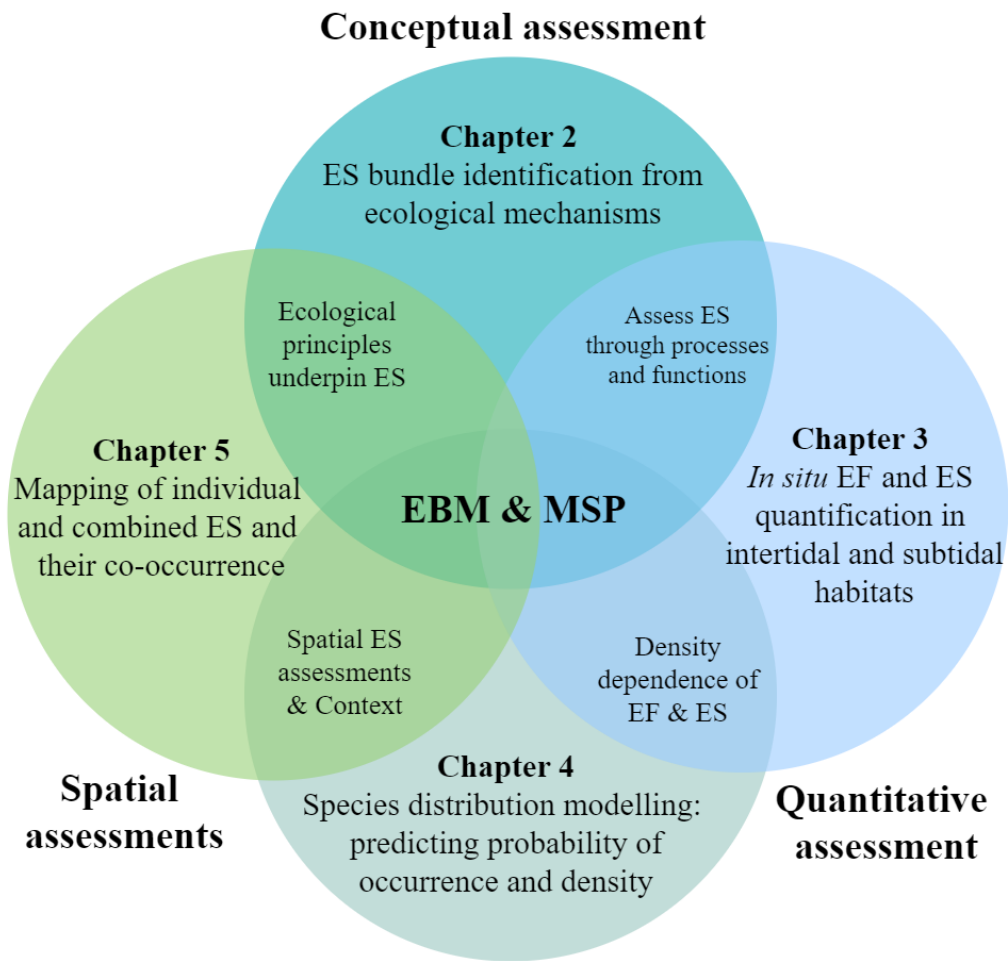 Conceptual assessment
Chapter 2
ES bundle identification from
ecological mechanisms
Ecological
principles
underpin ES
Assess ES
through processes
and functions
Chapter 5
Mapping of individual
and combined ES and
their co-occurrence
EBM & MSP
Chapter 3
In situ EF and ES
quantification in
intertidal and subtidal
habitats
Spatial ES
assessments
& Context
Density
dependence of
EF & ES
Chapter 4
Species distribution modelling:
predicting probability of
occurrence and density
Spatial
assessments
Quantitative
assessment